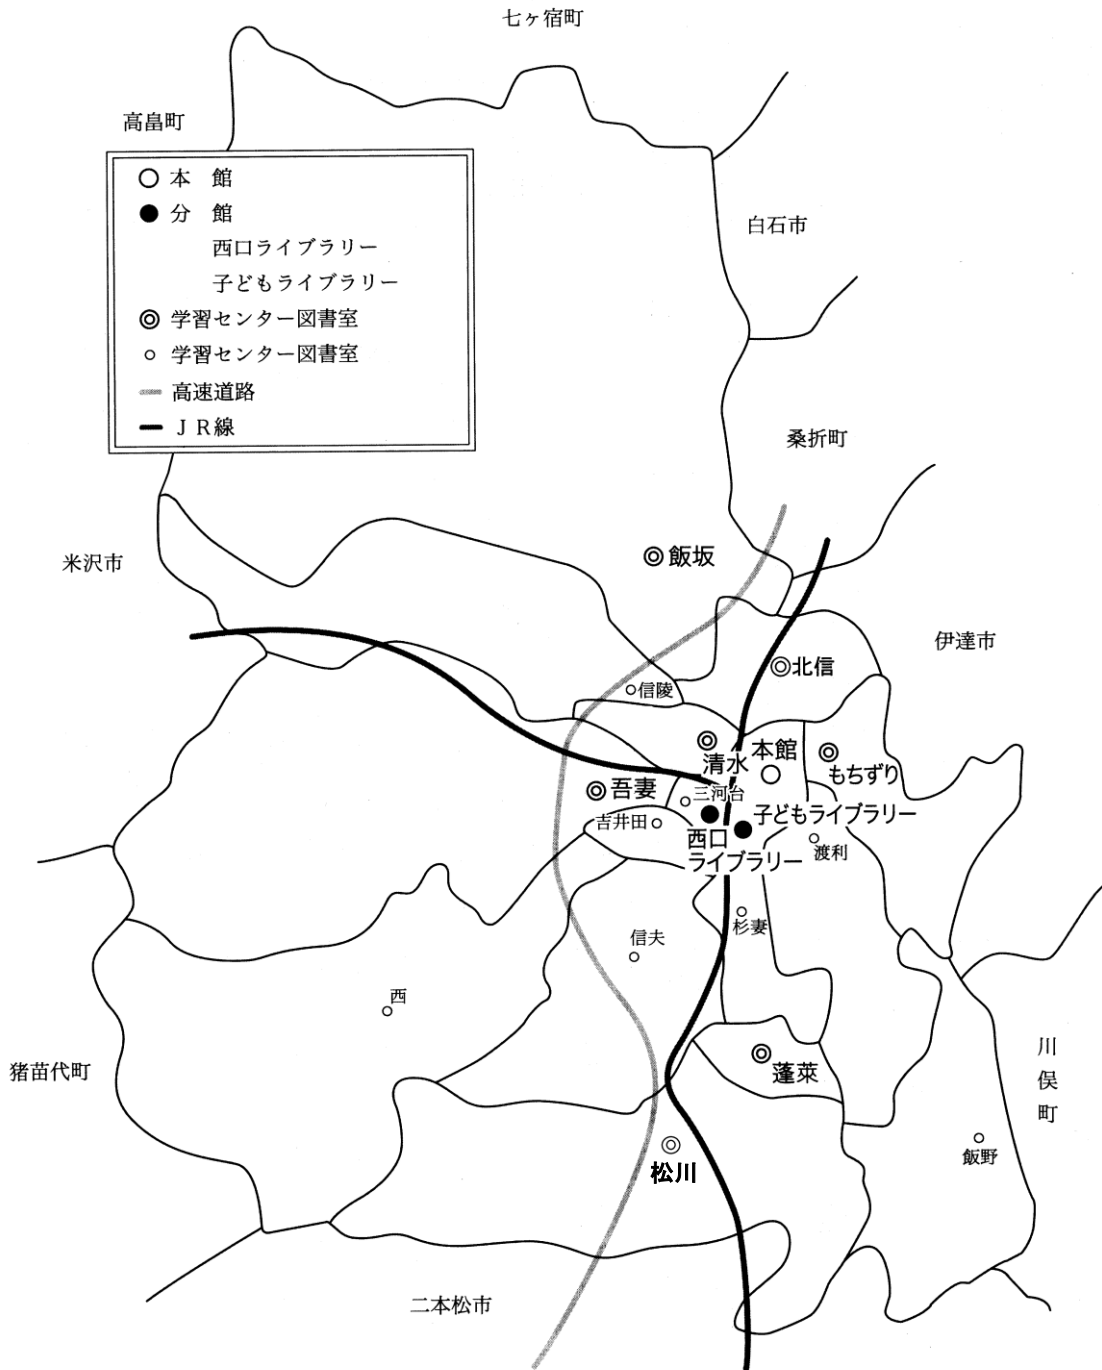 七ヶ宿町
高畠町
本　館
分　館
西口ライブラリー
子どもライブラリー
学習センター図書室
学習センター図書室
高速道路
ＪＲ線
白石市
桑折町
米沢市
飯坂
伊達市
北信
信陵
本館
清水
もちずり
吾妻
三河台
子どもライブラリー
吉井田
西口
ライブラリー
渡利
杉妻
信夫
西
猪苗代町
川俣町
蓬萊
飯野
松川
二本松市